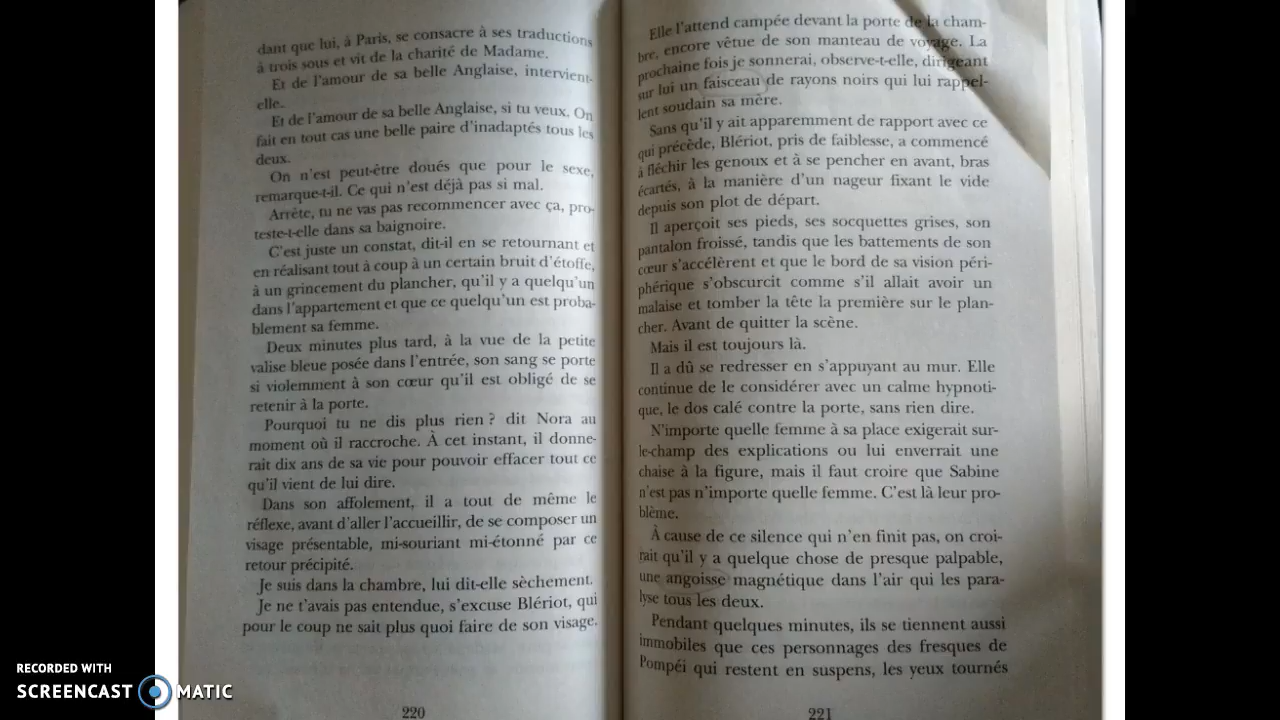 dant que lui, à Paris, se consacre à ses traductions
à trois sous et vit de la charité de Madame.
Et de l'amour de sa belle Anglaise, intervient-
elle.
Et de l'amour de sa belle Anglaise, si tu veux. On
fait en tout cas une belle paire d'inadaptés tous les
deux.
On n'est peut-être doués que pour le sexe,
remarque-t-il. Ce qui n'est déjà pas si mal.
Arrête, tu ne vas pas recommencer avec ça, pro-
teste-t-elle dans sa baignoire.
C'est juste un constat, dit-il en se retournant et
en réalisant tout à coup à un certain bruit d'étoffe,
à un grincement du plancher, qu'il y a quelqu'un
dans l'appartement et que ce quelqu'un est proba-
blement sa femme.
Deux minutes plus tard, à la vue de la petite
valise bleue posée dans l'entrée, son sang se porte
si violemment à son cœur qu'il est obligé de se
retenir à la porte.
Pourquoi tu ne dis plus rien ? dit Nora au
moment où il raccroche. À cet instant, il donne-
rait dix ans de sa vie pour pouvoir effacer tout ce
qu'il vient de lui dire.
Dans son affolement, il a tout de même le
réflexe, avant d'aller l'accueillir, de se composer un
visage présentable, mi-souriant mi-étonné par ce
retour précipité.
Je suis dans la chambre, lui dit-elle sèchement.
Je ne t'avais pas entendue, s'excuse Blériot, qui
pour le coup ne sait plus quoi faire de son visage.
220
Elle l'attend campée devant la porte de la cham-
bre, encore vêtue de son manteau de voyage. La
prochaine fois je sonnerai, observe-t-elle, dirigeant
sur lui un faisceau de rayons noirs qui lui rappel-
lent soudain sa mère.
Sans qu'il y ait apparemment de rapport avec ce
qui précède, Blériot, pris de faiblesse, a commencé
à fléchir les genoux et à se pencher en avant, bras
écartés, à la manière d'un nageur fixant le vide
depuis son plot de départ.
Il aperçoit ses pieds, ses socquettes grises, son
pantalon froissé, tandis que les battements de son
cœur s'accélèrent et que le bord de sa vision péri-
phérique s'obscurcit comme s'il allait avoir un
malaise et tomber la tête la première sur le plan-
cher. Avant de quitter la scène.
Mais il est toujours là.
Il a dû se redresser en s'appuyant au mur. Elle
continue de le considérer avec un calme hypnoti-
que, le dos calé contre la porte, sans rien dire.
N'importe quelle femme à sa place exigerait sur-
le-champ des explications ou lui enverrait une
chaise à la figure, mais il faut croire que Sabine
n'est pas n'importe quelle femme. C'est là leur pro-
blème.
À cause de ce silence qui n'en finit pas, on croi-
rait qu'il y a quelque chose de presque palpable,
une angoisse magnétique dans l'air qui les para-
lyse tous les deux.
Pendant quelques minutes, ils se tiennent aussi
immobiles que ces personnages des fresques de
Pompéi qui restent en suspens, les yeux tournés
221
RECORDED WITH
SCREENCAST MATIC